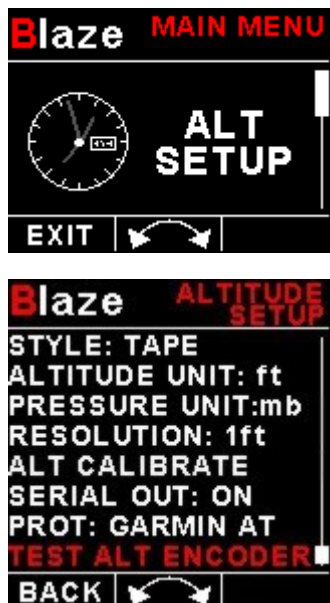 Blaze MAIN MENU
ALT
SETUP
EXIT
Blaze ALTITUDE
SETUP
STYLE: TAPE
ALTITUDE UNIT: ft
PRESSURE UNIT:mb
RESOLUTION: 1ft
ALT CALIBRATE
SERIAL OUT: ON
PROT: GARMIN AT
TEST ALT ENCODER
BACK